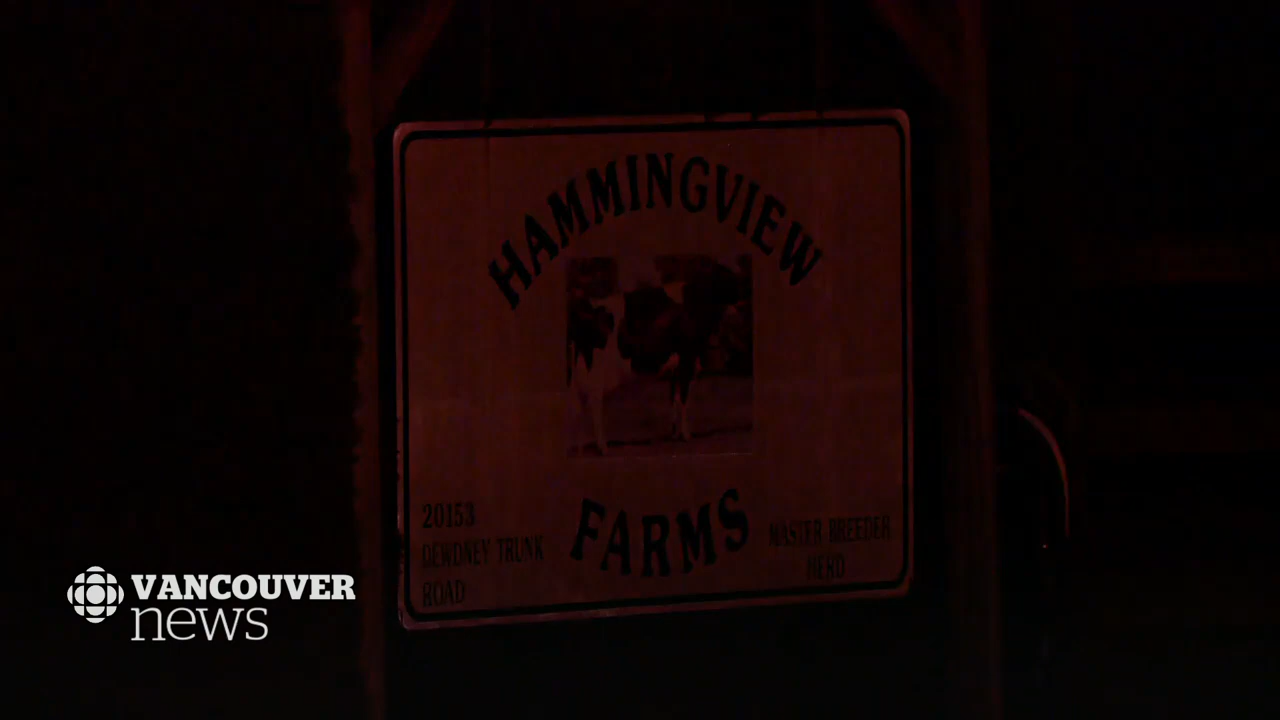 HAMMINGVIEW
FARMS
20153
DEWDNEY TRUNK
ROAD
MASTER BREEDER
HERD
VANCOUVER
news